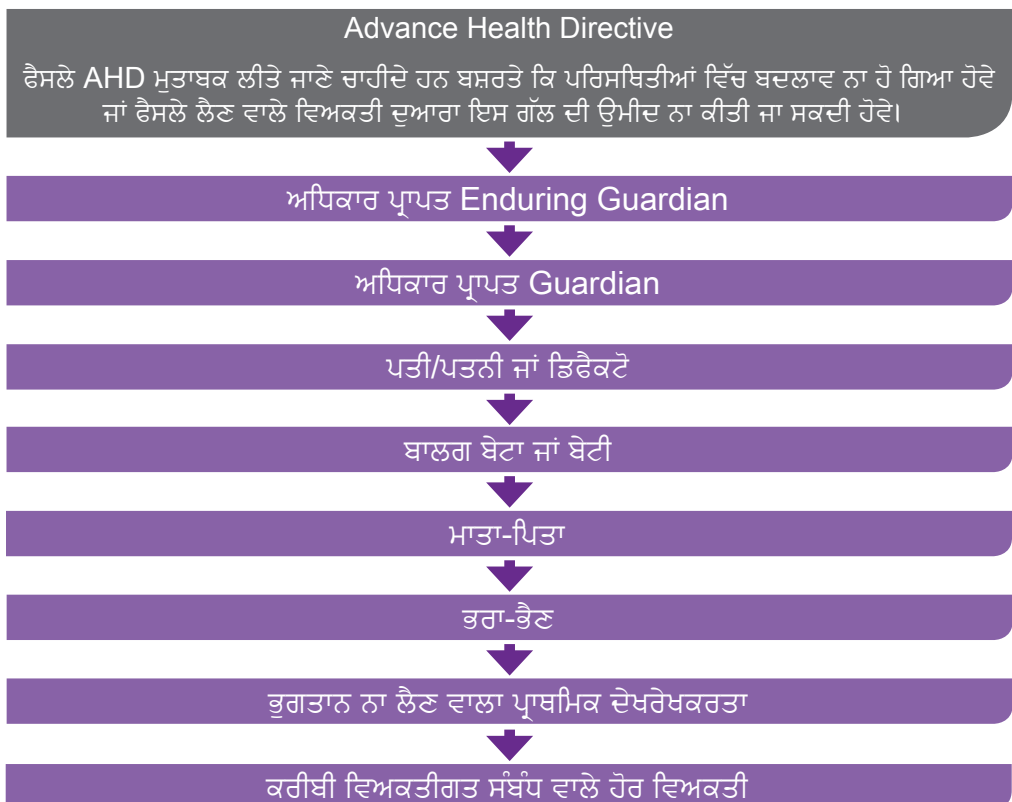 Advance Health Directive
ਫੈਸਲੇ AHD ਮੁਤਾਬਕ ਲੀਤੇ ਜਾਣੇ ਚਾਹੀਦੇ ਹਨ ਬਸ਼ਰਤੇ ਕਿ ਪਰਿਸਥਿਤੀਆਂ ਵਿੱਚ ਬਦਲਾਵ ਨਾ ਹੋ ਗਿਆ ਹੋਵੇ
ਜਾਂ ਫੈਸਲੇ ਲੈਣ ਵਾਲੇ ਵਿਅਕਤੀ ਦੁਆਰਾ ਇਸ ਗੱਲ ਦੀ ਉਮੀਦ ਨਾ ਕੀਤੀ ਜਾ ਸਕਦੀ ਹੋਵੇ।
ਅਧਿਕਾਰ ਪ੍ਰਾਪਤ Enduring Guardian
ਅਧਿਕਾਰ ਪ੍ਰਾਪਤ Guardian
ਪਤੀ/ਪਤਨੀ ਜਾਂ ਡਿਫੈਕਟੋ
ਬਾਲਗ ਬੇਟਾ ਜਾਂ ਬੇਟੀ
ਮਾਤਾ-ਪਿਤਾ
ਭਰਾ-ਭੈਣ
ਭੁਗਤਾਨ ਨਾ ਲੈਣ ਵਾਲਾ ਪ੍ਰਾਥਮਿਕ ਦੇਖਰੇਖਕਰਤਾ
ਕਰੀਬੀ ਵਿਅਕਤੀਗਤ ਸੰਬੰਧ ਵਾਲੇ ਹੋਰ ਵਿਅਕਤੀ